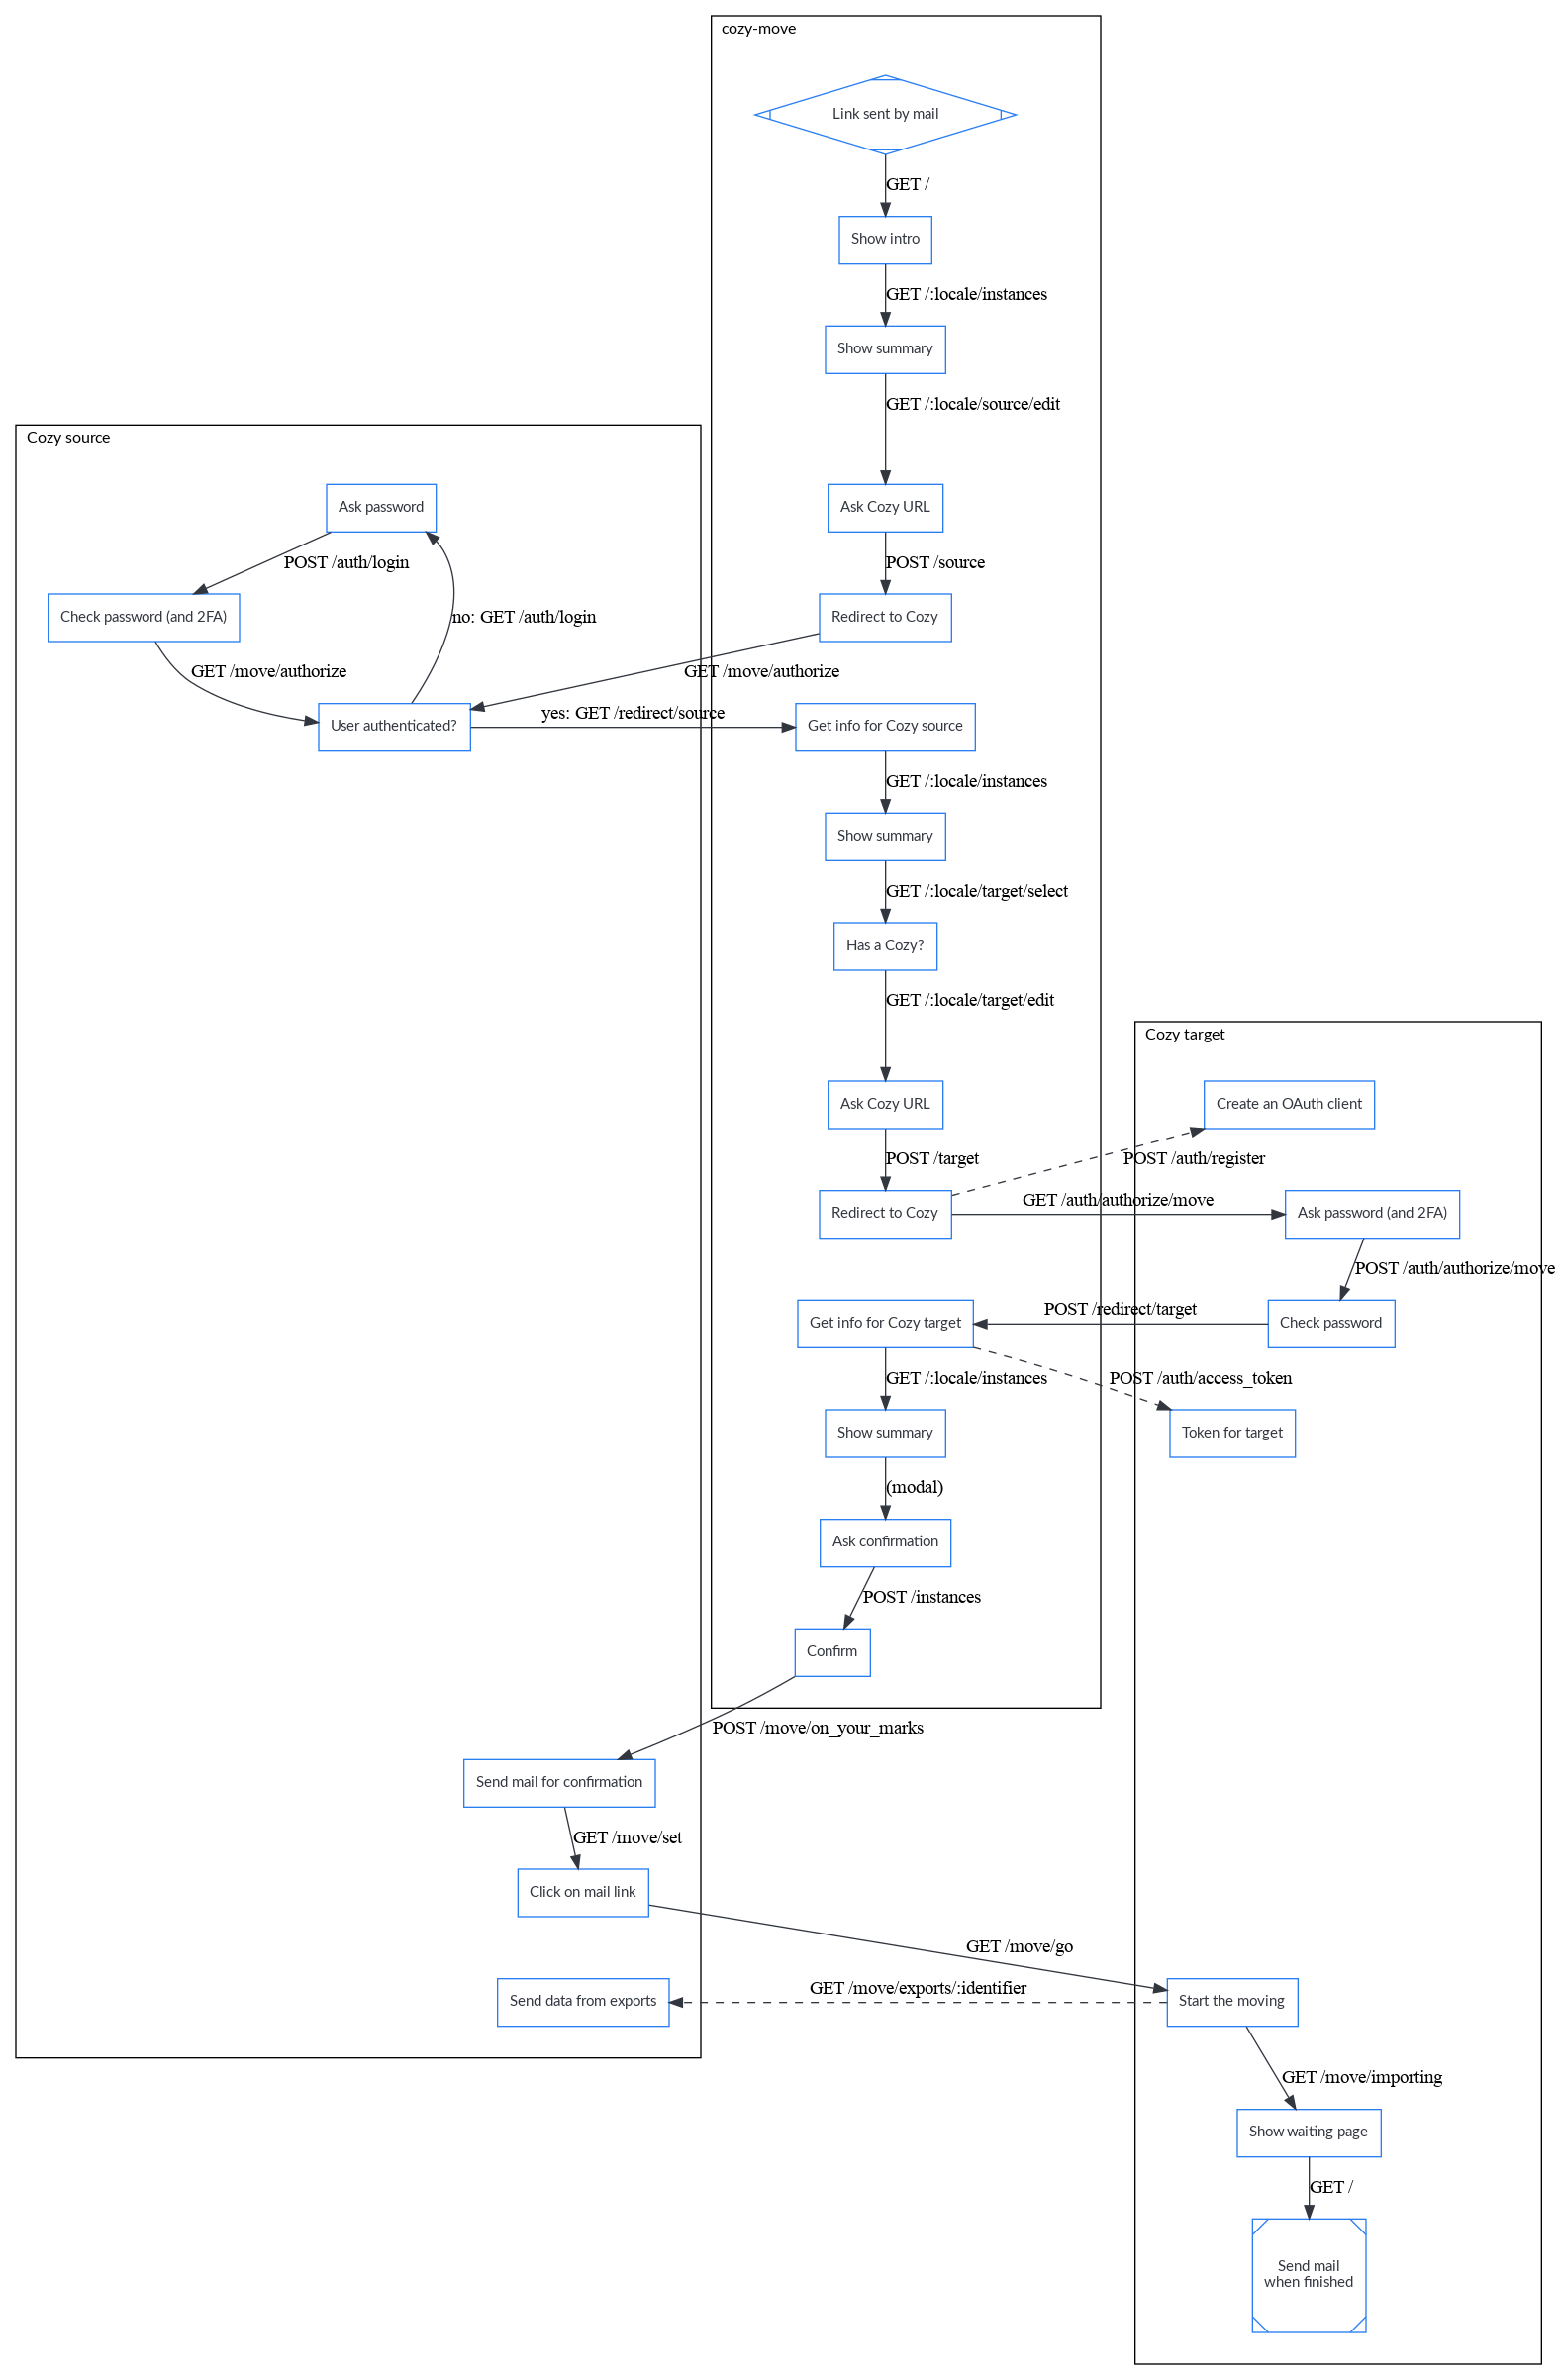 cozy-move
Link sent by mail
GET /
Show intro
GET /:locale/instances
Show summary
GET /:locale/source/edit
Cozy source
Ask password
Ask Cozy URL
POST /auth/login
POST /source
Check password (and 2FA)
no: GET /auth/login
Redirect to Cozy
GET /move/authorize
GET /move/authorize
User authenticated?
yes: GET /redirect/source
Get info for Cozy source
GET /:locale/instances
Show summary
GET /:locale/target/select
Has a Cozy?
GET /:locale/target/edit
Cozy target
Ask Cozy URL
Create an OAuth client
POST /target
POST /auth/register
Redirect to Cozy
GET /auth/authorize/move
Ask password (and 2FA)
POST /auth/authorize/move
Get info for Cozy target
POST /redirect/target
Check password
GET /:locale/instances
POST /auth/access_token
Show summary
Token for target
(modal)
Ask confirmation
POST /instances
Confirm
POST /move/on_your_marks
Send mail for confirmation
GET /move/set
Click on mail link
GET /move/go
Send data from exports
GET /move/exports/:identifier
Start the moving
GET /move/importing
Show waiting page
GET /
Send mail
when finished